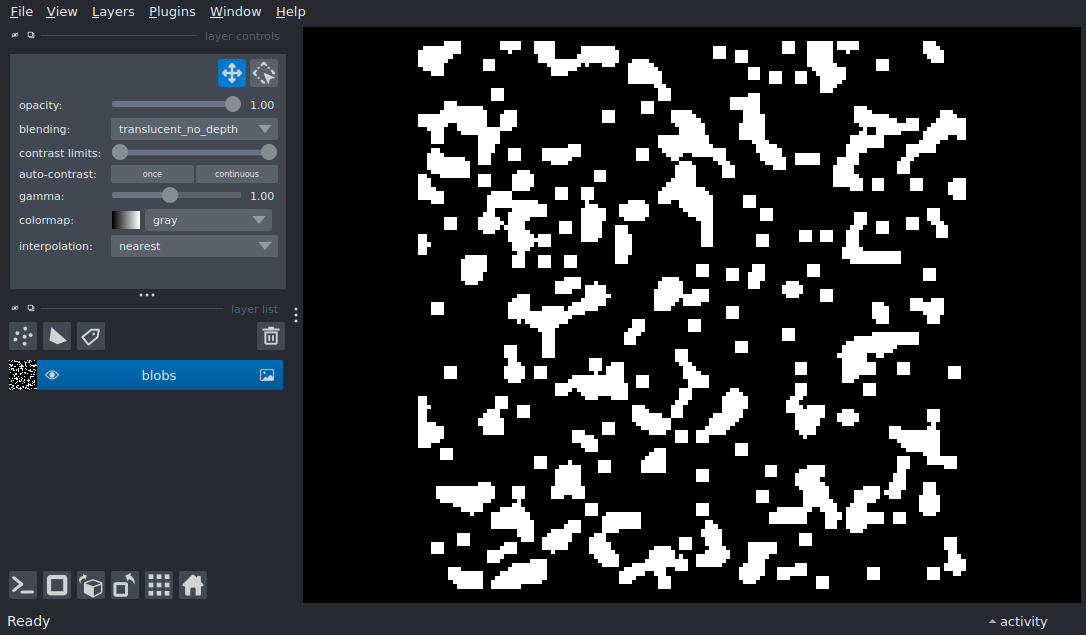 File View Layers Plugins Window Help
layer controls
opacity: 1.00
blending: translucent_no_depth
contrast limits:
auto-contrast: once continuous
gamma: 1.00
colormap: gray
interpolation: nearest
layer list
blobs
Ready activity